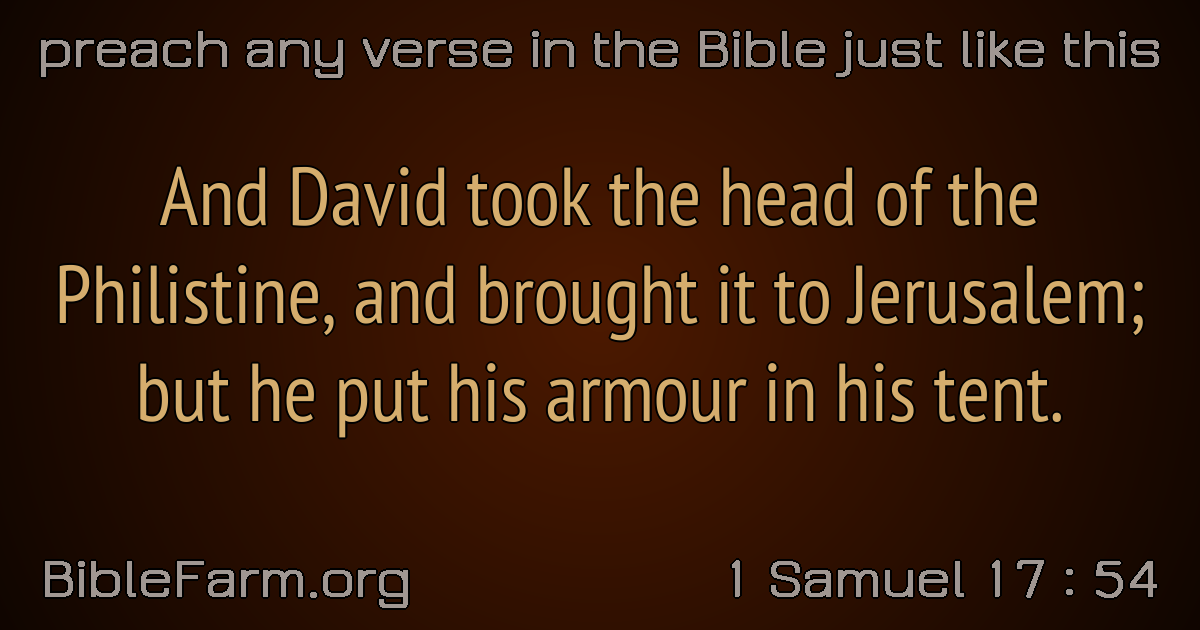 preach any verse in the Bible just like this
And David took the head of the
Philistine, and brought it to Jerusalem;
but he put his armour in his tent.
BibleFarm.org
1 Samuel 17 : 54